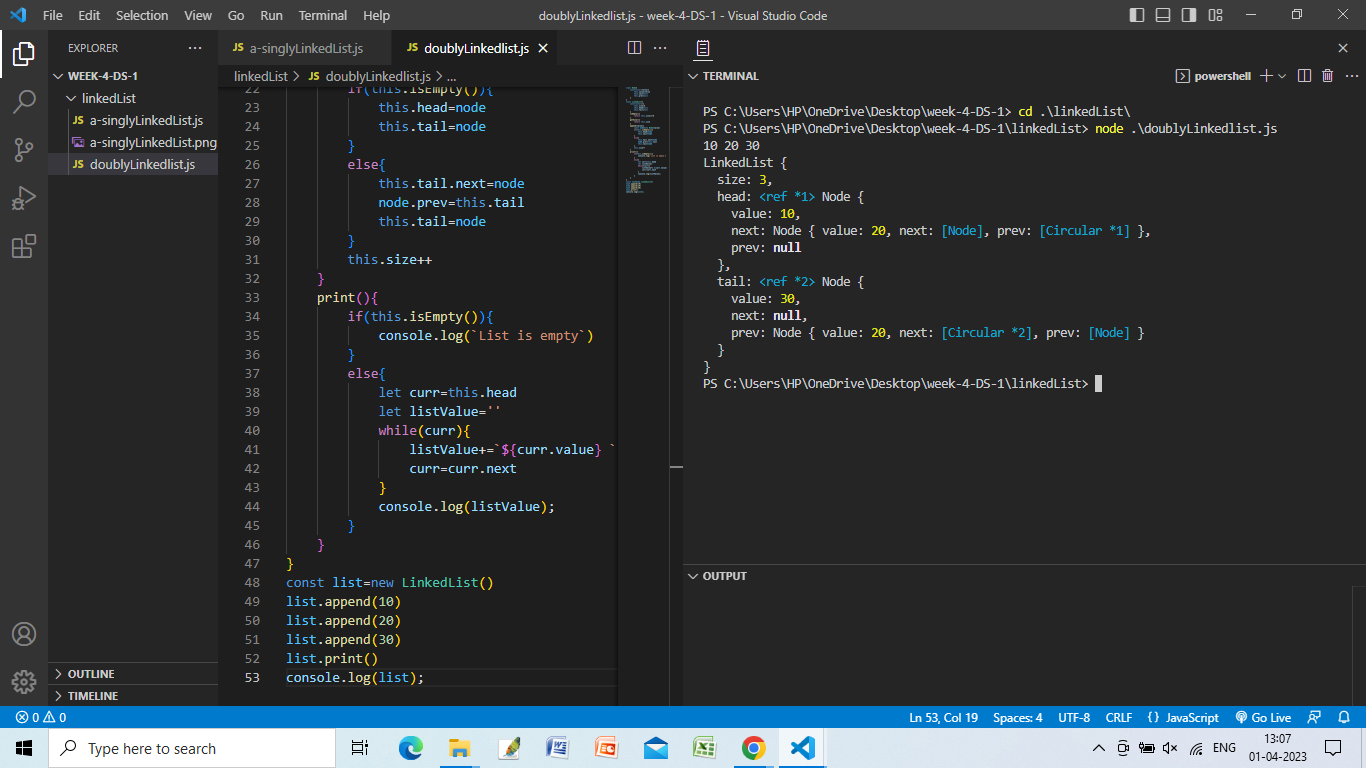 File Edit Selection View Go Run Terminal Help doublyLinkedlist.js - week-4-DS-1 - Visual Studio Code
EXPLORER
WEEK-4-DS-1
linkedList
JS a-singlyLinkedList.js
a-singlyLinkedList.png
JS doublyLinkedlist.js
OUTLINE
TIMELINE
JS a-singlyLinkedList.js JS doublyLinkedlist.js
linkedList > JS doublyLinkedlist.js > ...
22 if(this.isEmpty()){
23 this.head=node
24 this.tail=node
25 }
26 else{
27 this.tail.next=node
28 node.prev=this.tail
29 this.tail=node
30 }
31 this.size++
32 }
33 print(){
34 if(this.isEmpty()){
35 console.log(`List is empty`)
36 }
37 else{
38 let curr=this.head
39 let listValue=''
40 while(curr){
41 listValue+=`${curr.value} `
42 curr=curr.next
43 }
44 console.log(listValue);
45 }
46 }
47 }
48 const list=new LinkedList()
49 list.append(10)
50 list.append(20)
51 list.append(30)
52 list.print()
53 console.log(list);
TERMINAL powershell
PS C:\Users\HP\OneDrive\Desktop\week-4-DS-1> cd .\linkedList\
PS C:\Users\HP\OneDrive\Desktop\week-4-DS-1\linkedList> node .\doublyLinkedlist.js
10 20 30
LinkedList {
size: 3,
head: <ref *1> Node {
value: 10,
next: Node { value: 20, next: [Node], prev: [Circular *1] },
prev: null
},
tail: <ref *2> Node {
value: 30,
next: null,
prev: Node { value: 20, next: [Circular *2], prev: [Node] }
}
}
PS C:\Users\HP\OneDrive\Desktop\week-4-DS-1\linkedList>
OUTPUT
0 0 Ln 53, Col 19 Spaces: 4 UTF-8 CRLF {} JavaScript Go Live
Type here to search
ENG
13:07
01-04-2023